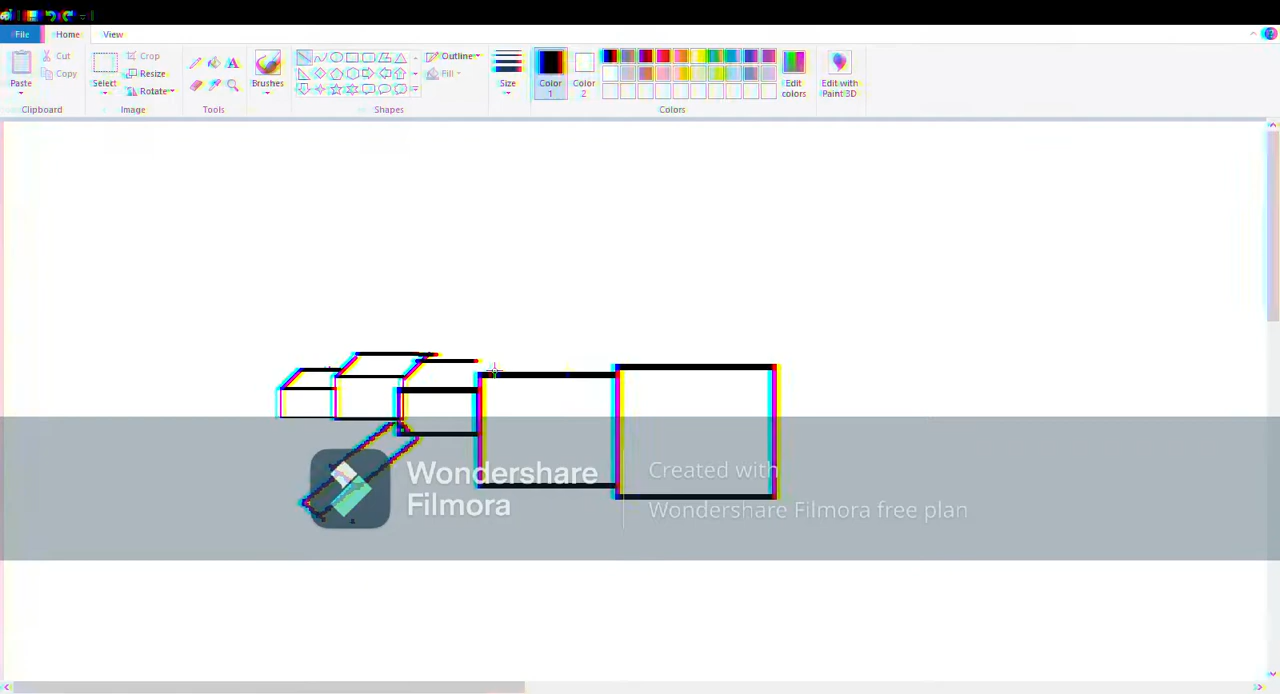 File Home View
Paste
Cut
Copy
Clipboard
Select
Crop
Resize
Rotate
Image
Tools
Brushes
Outline
Fill
Shapes
Size
Color
1
Color
2
Edit
colors
Colors
Edit with
Paint 3D
Wondershare
Filmora
Created with
Wondershare Filmora free plan